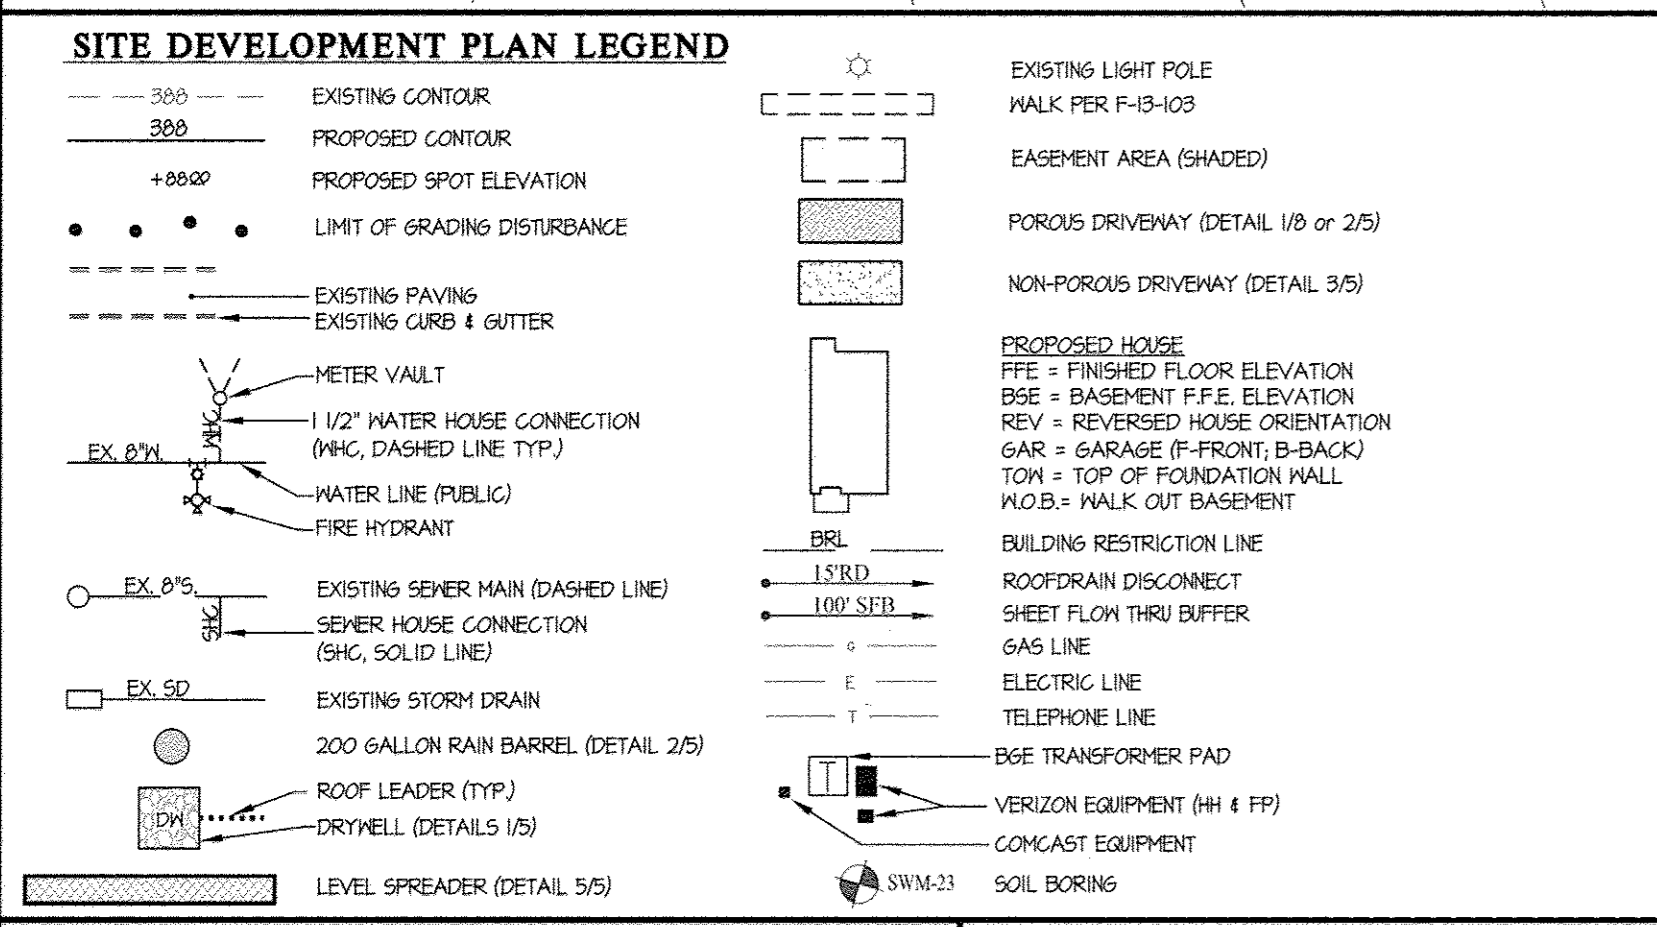 SITE DEVELOPMENT PLAN LEGEND
388
EXISTING CONTOUR
388
PROPOSED CONTOUR
PROPOSED SPOT ELEVATION
LIMIT OF GRADING DISTURBANCE
EXISTING PAVING
EXISTING CURB & GUTTER
METER VAULT
1 1/2" WATER HOUSE CONNECTION
(WHC, DASHED LINE TYP.)
WHC
EX. 8"W.
WATER LINE (PUBLIC)
FIRE HYDRANT
EX. 8"S.
EXISTING SEWER MAIN (DASHED LINE)
SHC
SEWER HOUSE CONNECTION
(SHC, SOLID LINE)
EX. SD
EXISTING STORM DRAIN
200 GALLON RAIN BARREL (DETAIL 2/5)
ROOF LEADER (TYP.)
DW
DRYWELL (DETAILS 1/5)
LEVEL SPREADER (DETAIL 5/5)
EXISTING LIGHT POLE
WALK PER F-13-103
EASEMENT AREA (SHADED)
POROUS DRIVEWAY (DETAIL 1/8 or 2/5)
NON-POROUS DRIVEWAY (DETAIL 3/5)
PROPOSED HOUSE
FFE = FINISHED FLOOR ELEVATION
BSE = BASEMENT F.F.E. ELEVATION
REV = REVERSED HOUSE ORIENTATION
GAR = GARAGE (F-FRONT; B-BACK)
TOW = TOP OF FOUNDATION WALL
W.O.B.= WALK OUT BASEMENT
BRL
BUILDING RESTRICTION LINE
15'RD
ROOFDRAIN DISCONNECT
100' SFB
SHEET FLOW THRU BUFFER
G
GAS LINE
E
ELECTRIC LINE
T
TELEPHONE LINE
T
BGE TRANSFORMER PAD
VERIZON EQUIPMENT (HH & FP)
COMCAST EQUIPMENT
SWM-23
SOIL BORING